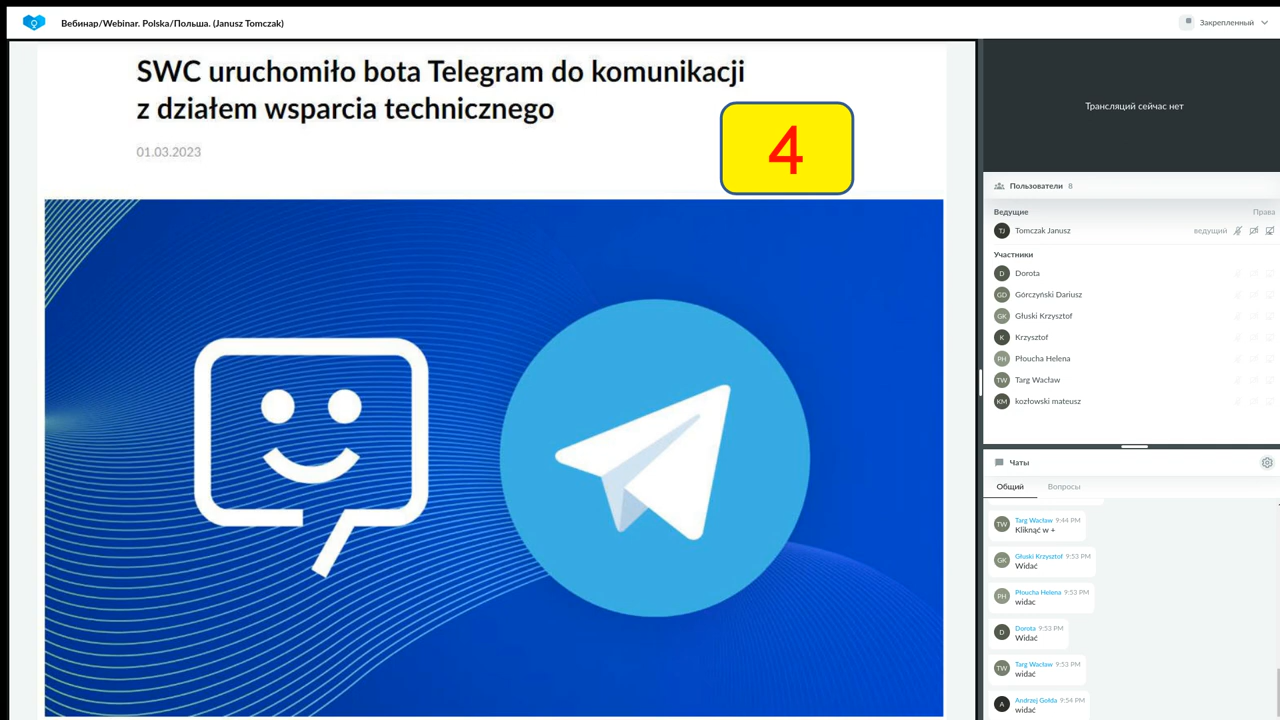 Вебинар/Webinar. Polska/Польша. (Janusz Tomczak)
Закрепленный
SWC uruchomiło bota Telegram do komunikacji
z działem wsparcia technicznego
01.03.2023
4
Трансляций сейчас нет
Пользователи 8
Ведущие Права
TJ Tomczak Janusz ведущий
Участники
D Dorota
GD Górczyński Dariusz
GK Głuski Krzysztof
K Krzysztof
PH Płoucha Helena
TW Targ Wacław
KM kozłowski mateusz
Чаты
Общий Вопросы
TW Targ Wacław 9:44 PM
Kliknąć w +
GK Głuski Krzysztof 9:53 PM
Widać
PH Płoucha Helena 9:53 PM
widac
D Dorota 9:53 PM
Widać
TW Targ Wacław 9:53 PM
widać
A Andrzej Gołda 9:54 PM
widać